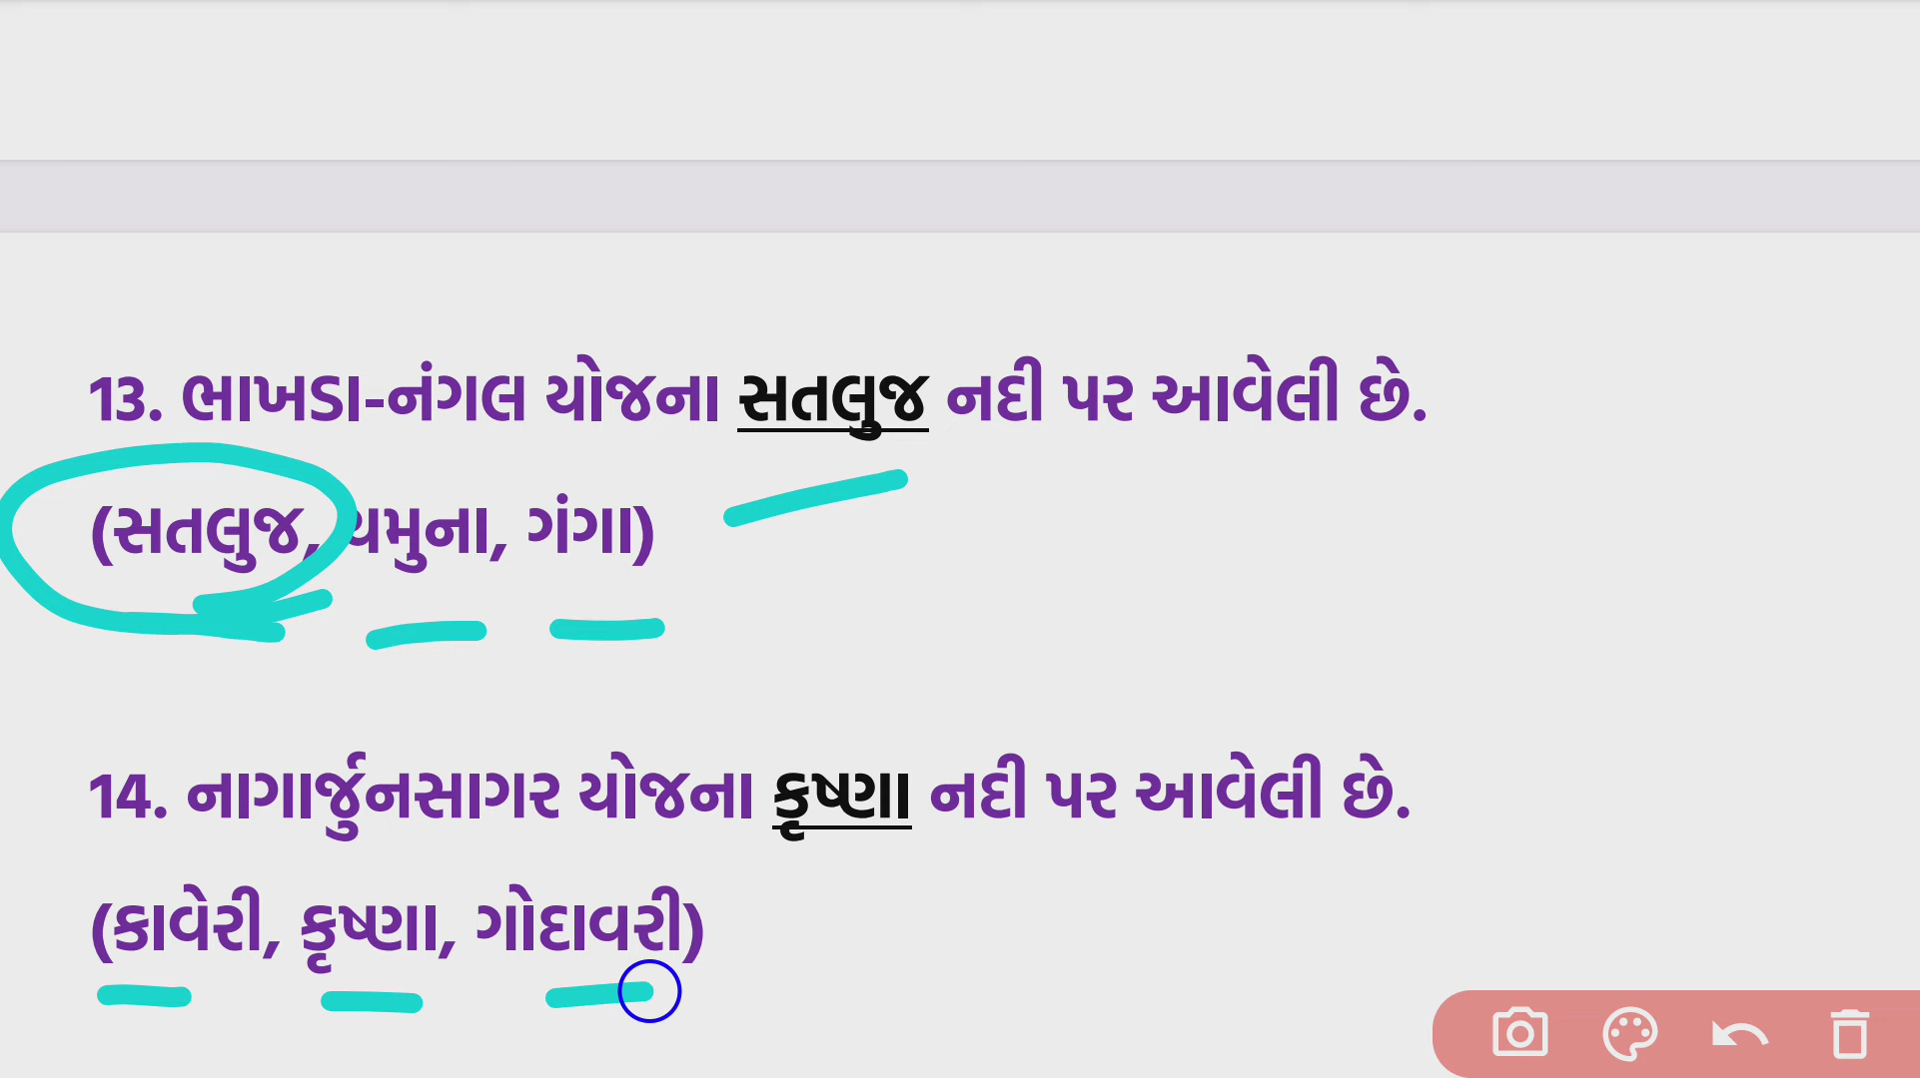 13. ભાખડા-નંગલ યોજના સતલુજ નદી પર આવેલી છે.
(સતલુજ, યમુના, ગંગા)
14. નાગાર્જુનસાગર યોજના કૃષ્ણા નદી પર આવેલી છે.
(કાવેરી, કૃષ્ણા, ગોદાવરી)